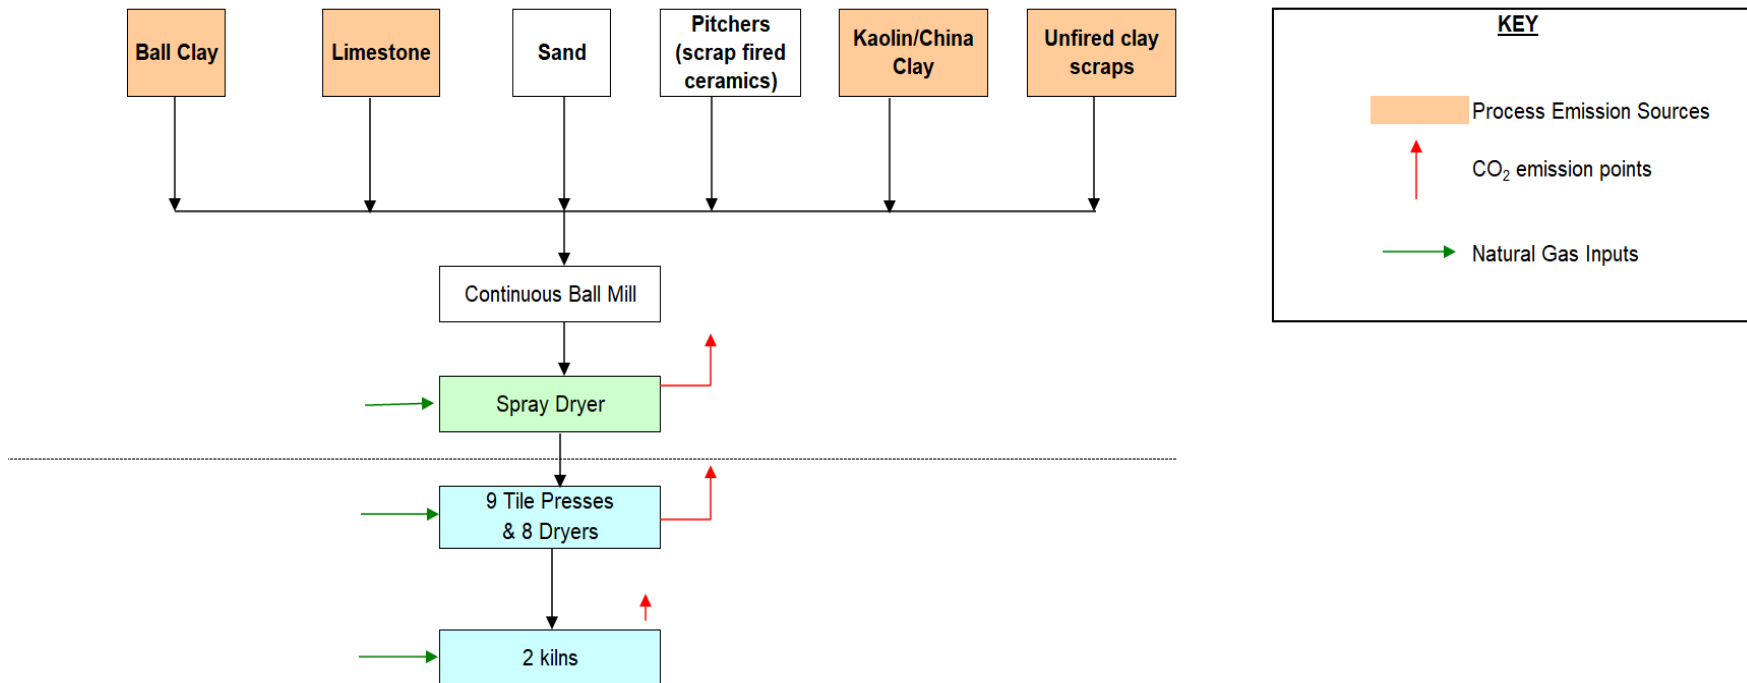 Ball Clay
Limestone
Sand
Pitchers
(scrap fired
ceramics)
Kaolin/China
Clay
Unfired clay
scraps
KEY
Process Emission Sources
CO₂ emission points
Natural Gas Inputs
Continuous Ball Mill
Spray Dryer
9 Tile Presses
& 8 Dryers
2 kilns